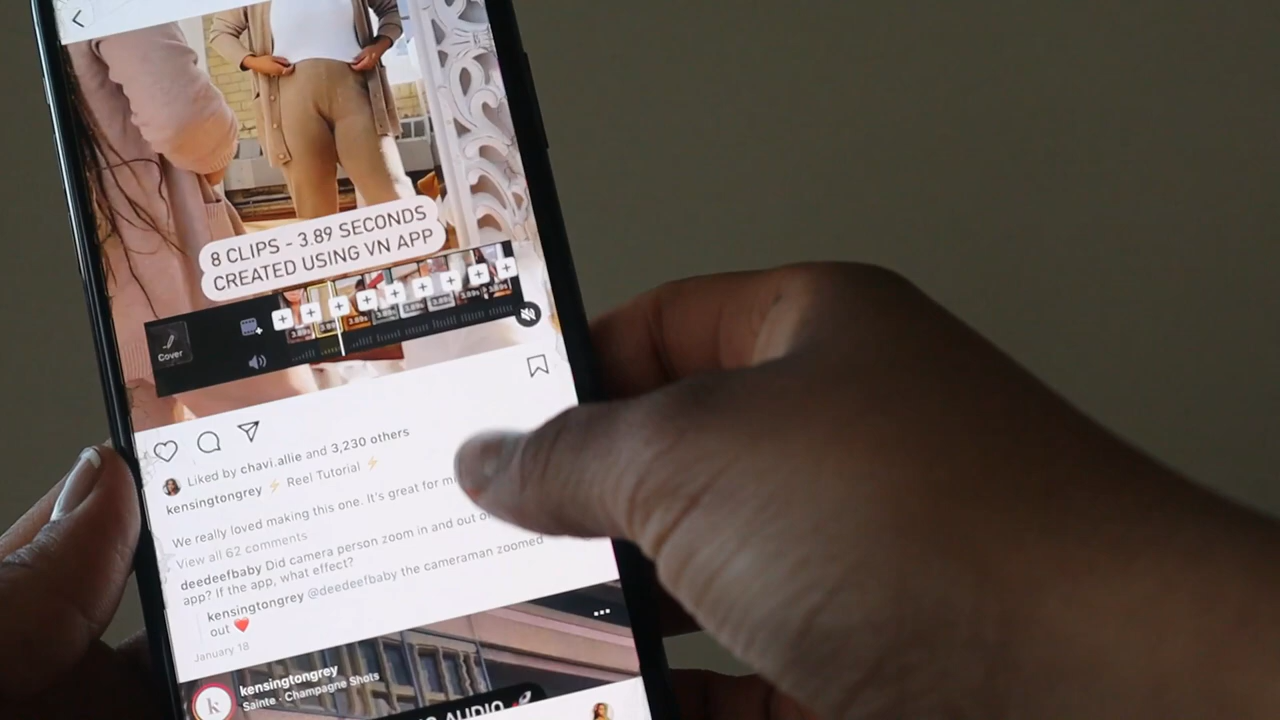 8 CLIPS - 3.89 SECONDS
CREATED USING VN APP
Cover
Liked by chavi.allie and 3,230 others
kensingtongrey ⚡ Reel Tutorial ⚡
We really loved making this one. It's great for
View all 62 comments
deedeefbaby Did camera person zoom in and out
app? If the app, what effect?
kensingtongrey @deedeefbaby the cameraman zoomed
out ❤️
January 18
kensingtongrey
Sainte · Champagne Shots
AUDIO